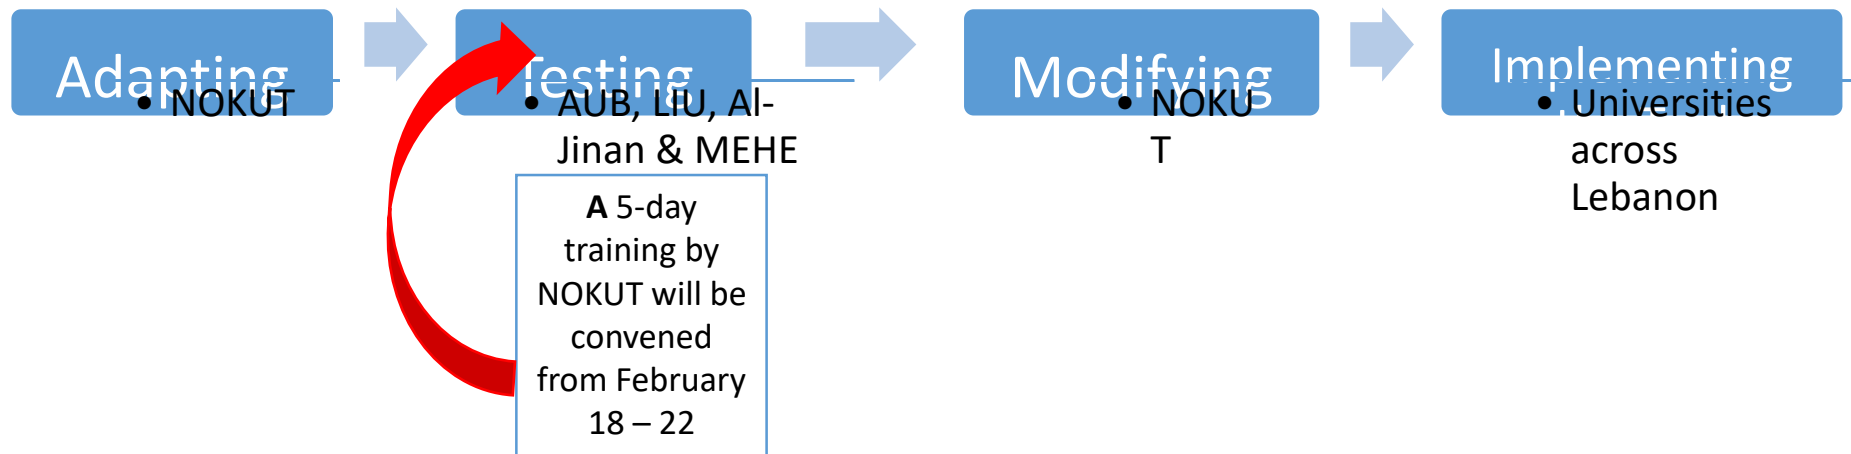 Adapting
• NOKUT
Testing
• AUB, LIU, Al-
Jinan & MEHE
A 5-day
training by
NOKUT will be
convened
from February
18 – 22
Modifying
• NOKU
T
Implementing
• Universities
across
Lebanon